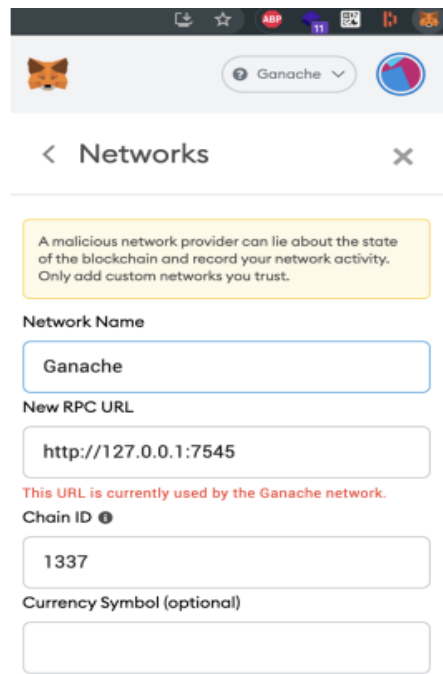 ABP
11
Ganache
Networks
A malicious network provider can lie about the state
of the blockchain and record your network activity.
Only add custom networks you trust.
Network Name
Ganache
New RPC URL
http://127.0.0.1:7545
This URL is currently used by the Ganache network.
Chain ID
1337
Currency Symbol (optional)